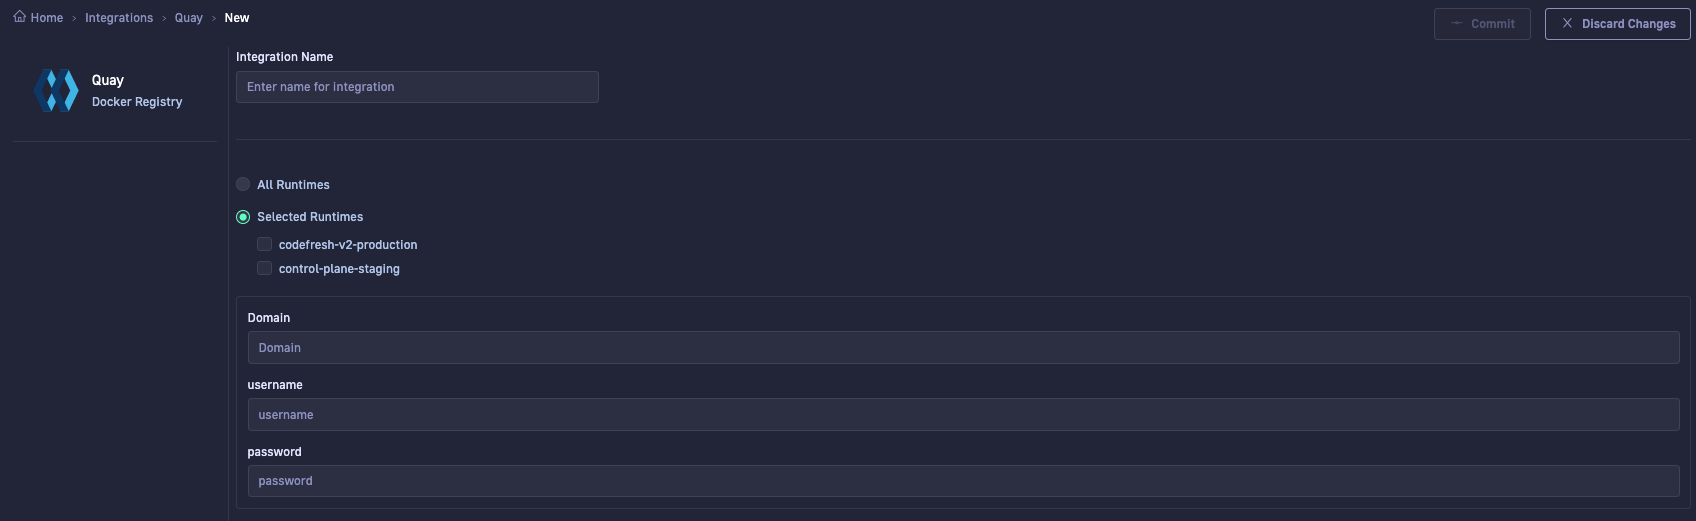 Home › Integrations › Quay › New
Commit
Discard Changes
Quay
Docker Registry
Integration Name
Enter name for integration
All Runtimes
Selected Runtimes
codefresh-v2-production
control-plane-staging
Domain
Domain
username
username
password
password